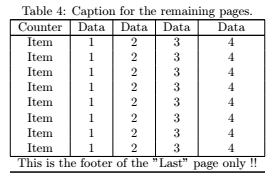 Table 4: Caption for the remaining pages.
Counter Data Data Data Data
Item 1 2 3 4
Item 1 2 3 4
Item 1 2 3 4
Item 1 2 3 4
Item 1 2 3 4
Item 1 2 3 4
Item 1 2 3 4
Item 1 2 3 4
This is the footer of the ”Last” page only !!